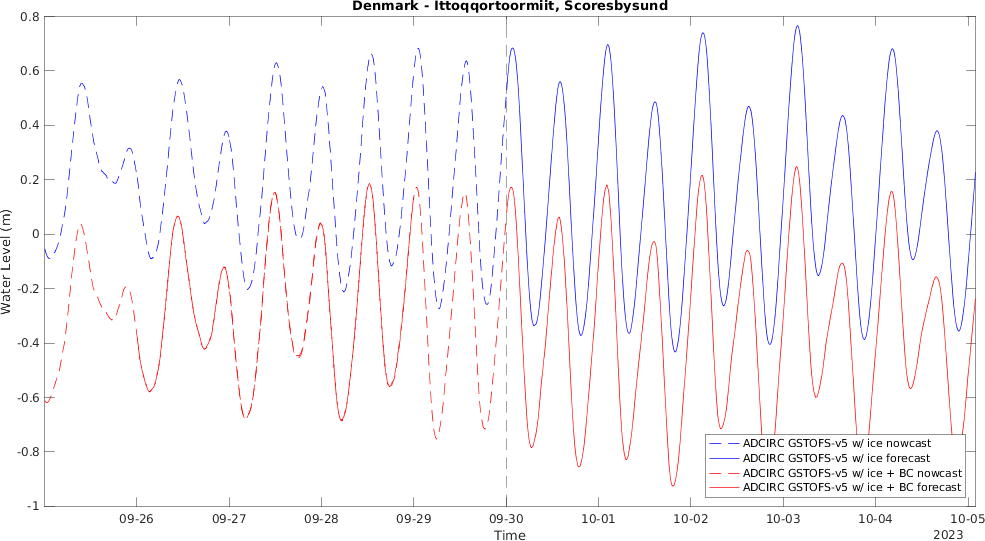 Denmark - Ittoqqortoormiit, Scoresbysund
0.8
0.6
0.4
0.2
0
-0.2
-0.4
-0.6
-0.8
-1
Water Level (m)
ADCIRC GSTOFS-v5 w/ ice nowcast
ADCIRC GSTOFS-v5 w/ ice forecast
ADCIRC GSTOFS-v5 w/ ice + BC nowcast
ADCIRC GSTOFS-v5 w/ ice + BC forecast
09-26 09-27 09-28 09-29 09-30 10-01 10-02 10-03 10-04 10-05
Time
2023